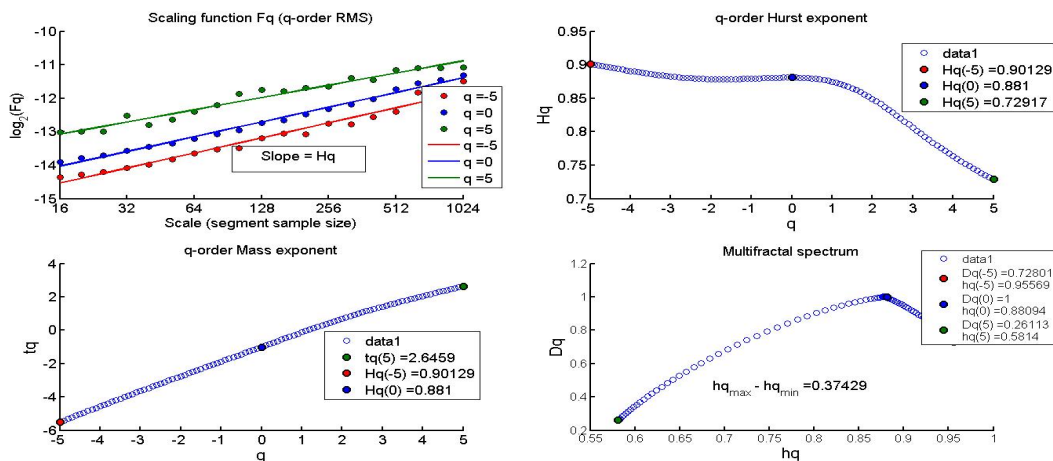 Scaling function Fq (q-order RMS)
-10
-11
-12
-13
-14
-15
log2(Fq)
q =-5
q =0
q =5
q =-5
q =0
q =5
Slope = Hq
16 32 64 128 256 512 1024
Scale (segment sample size)
q-order Hurst exponent
1
0.95
0.9
0.85
0.8
0.75
0.7
Hq
data1
Hq(-5) =0.90129
Hq(0) =0.881
Hq(5) =0.72917
-5 -4 -3 -2 -1 0 1 2 3 4 5
q
q-order Mass exponent
4
2
0
-2
-4
-6
tq
data1
tq(5) =2.6459
Hq(-5) =0.90129
Hq(0) =0.881
-5 -4 -3 -2 -1 0 1 2 3 4 5
q
Multifractal spectrum
1.2
1
0.8
0.6
0.4
0.2
Dq
data1
Dq(-5) =0.72801
hq(-5) =0.95569
Dq(0) =1
hq(0) =0.88094
Dq(5) =0.26113
hq(5) =0.5814
hqmax - hqmin =0.37429
0.55 0.6 0.65 0.7 0.75 0.8 0.85 0.9 0.95 1
hq